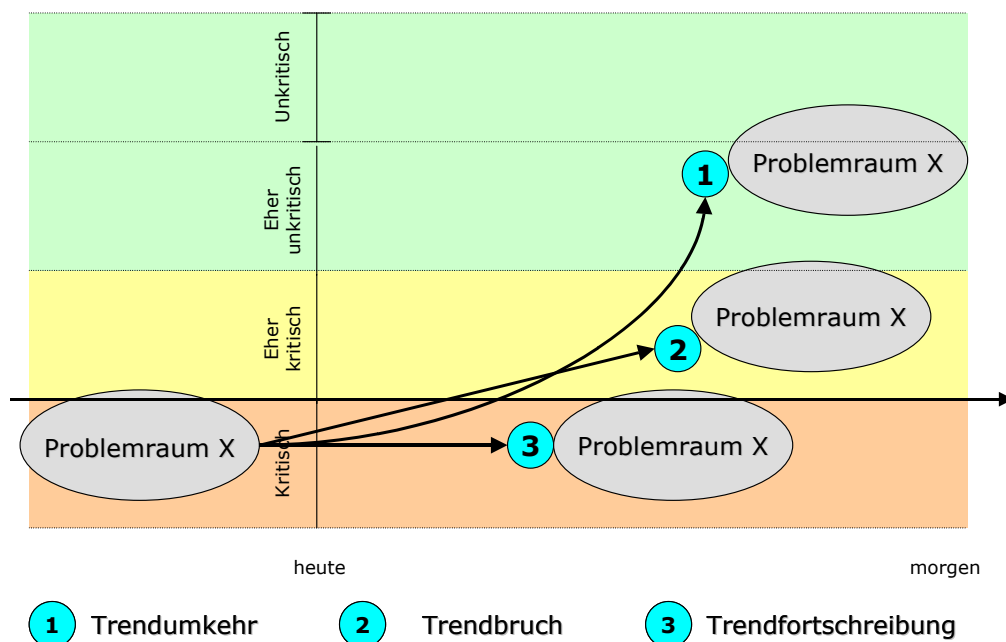 Unkritisch
1
Problemraum X
Eher
unkritisch
Eher
kritisch
2
Problemraum X
Problemraum X
Kritisch
3
Problemraum X
heute
morgen
1
Trendumkehr
2
Trendbruch
3
Trendfortschreibung